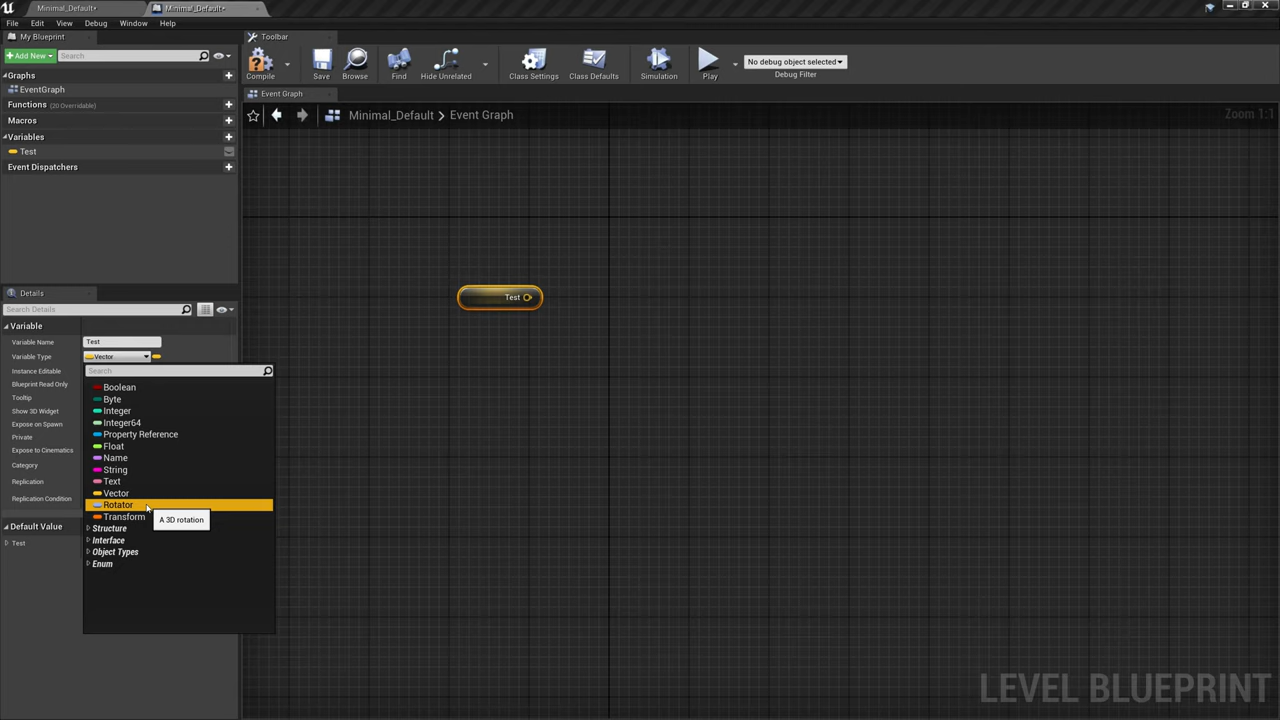 Minimal_Default*
Minimal_Default*
File Edit View Debug Window Help
My Blueprint
Toolbar
Add New
Search
Compile
Save
Browse
Find
Hide Unrelated
Class Settings
Class Defaults
Simulation
Play
No debug object selected
Debug Filter
Graphs
EventGraph
Event Graph
Functions (20 Overridable)
Macros
Minimal_Default > Event Graph
Zoom 1:1
Variables
Test
Event Dispatchers
Test
Details
Search Details
Variable
Variable Name Test
Variable Type Vector
Instance Editable
Search
Blueprint Read Only
Boolean
Tooltip
Byte
Show 3D Widget
Integer
Expose on Spawn
Integer64
Private
Property Reference
Expose to Cinematics
Float
Category
Name
String
Replication
Text
Replication Condition
Vector
Rotator
Transform
A 3D rotation
Default Value
Structure
Test
Interface
Object Types
Enum
LEVEL BLUEPRINT